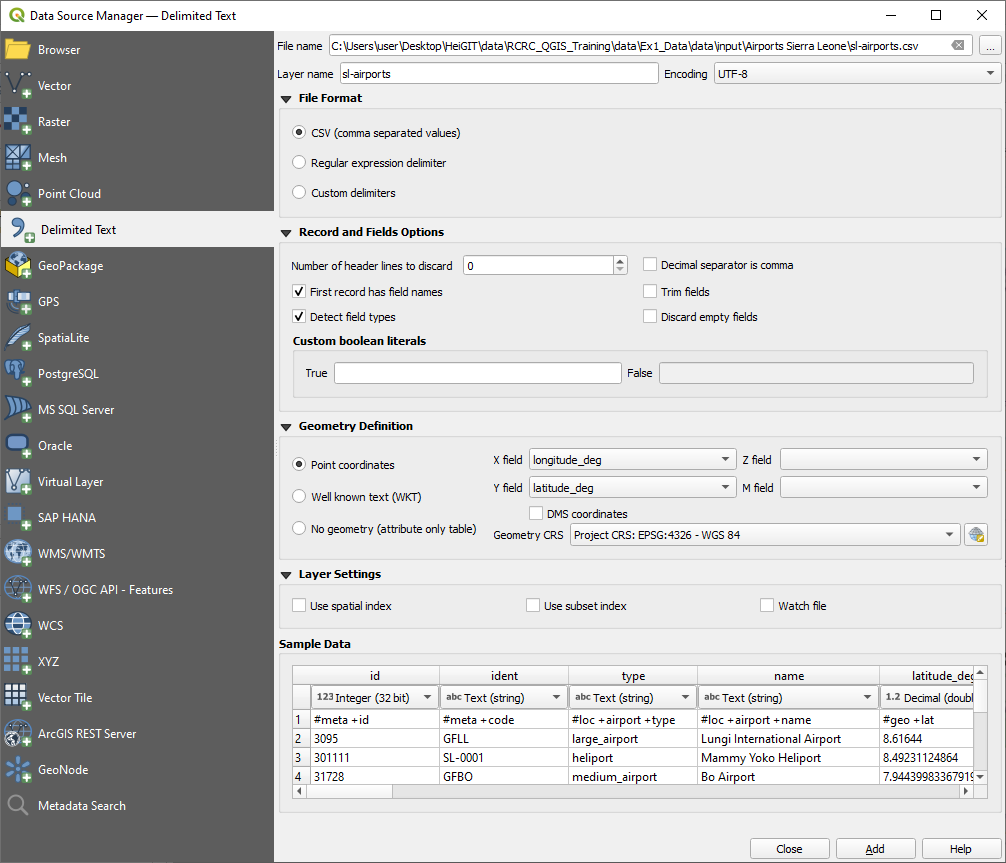 Data Source Manager — Delimited Text
Browser
Vector
Raster
Mesh
Point Cloud
Delimited Text
GeoPackage
GPS
SpatiaLite
PostgreSQL
MS SQL Server
Oracle
Virtual Layer
SAP HANA
WMS/WMTS
WFS / OGC API - Features
WCS
XYZ
Vector Tile
ArcGIS REST Server
GeoNode
Metadata Search
File name C:\Users\user\Desktop\HeiGIT\data\RCRC_QGIS_Training\data\Ex1_Data\data\input\Airports Sierra Leone\sl-airports.csv ...
Layer name sl-airports Encoding UTF-8
File Format
CSV (comma separated values)
Regular expression delimiter
Custom delimiters
Record and Fields Options
Number of header lines to discard 0 Decimal separator is comma
First record has field names Trim fields
Detect field types Discard empty fields
Custom boolean literals
True False
Geometry Definition
Point coordinates X field longitude_deg Z field
Y field latitude_deg M field
Well known text (WKT)
DMS coordinates
No geometry (attribute only table)
Geometry CRS Project CRS: EPSG:4326 - WGS 84
Layer Settings
Use spatial index Use subset index Watch file
Sample Data
id ident type name latitude_deg
123 Integer (32 bit) abc Text (string) abc Text (string) abc Text (string) 1.2 Decimal (doubl
1 #meta +id #meta +code #loc +airport +type #loc +airport +name #geo +lat
2 3095 GFLL large_airport Lungi International Airport 8.61644
3 301111 SL-0001 heliport Mammy Yoko Heliport 8.49231124864
4 31728 GFBO medium_airport Bo Airport 7.94439983367919
Close Add Help